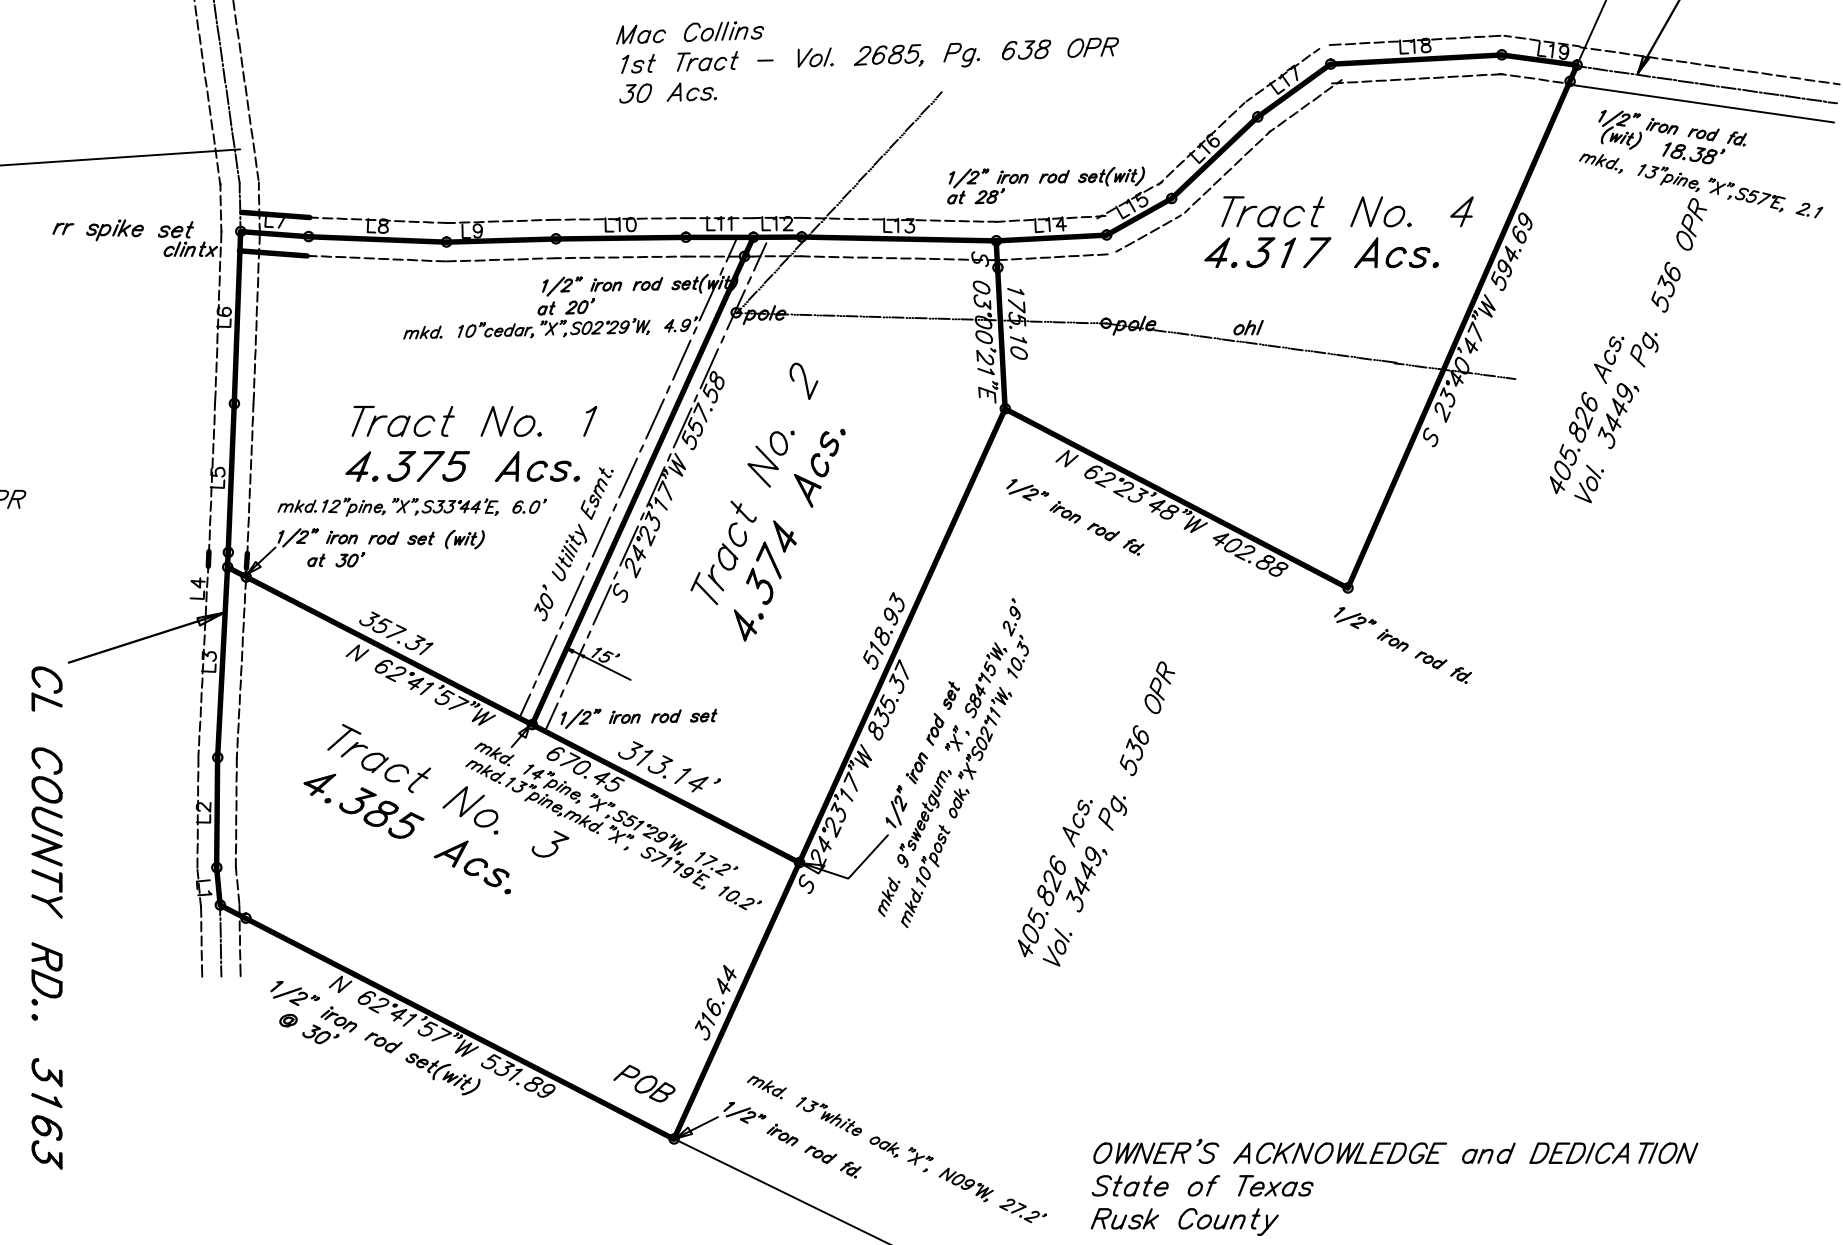 Mac Collins
1st Tract – Vol. 2685, Pg. 638 OPR
30 Acs.
L18
L19
L17
L16
L15
1/2" iron rod fd.
(wit) 18.38'
mkd., 13"pine, "X",S57'E, 2.1
1/2" iron rod set(wit)
at 28'
Tract No. 4
4.317 Acs.
rr spike set
clintx
L7
L8
L9
L10
L11
L12
L13
L14
S 03°00'21"E
175.10
1/2" iron rod set(wit)
at 20'
mkd. 10"cedar,"X",S02°29'W, 4.9'
pole
pole
ohl
S 23°40'47"W 594.69
405.826 Acs.
Vol. 3449, Pg. 536 OPR
L6
L5
Tract No. 1
4.375 Acs.
mkd.12"pine,"X",S33°44'E, 6.0'
1/2" iron rod set (wit)
at 30'
30' Utility Esmt.
S 24°23'17"W 557.58
Tract No. 2
4.374 Acs.
PR
N 62°23'48"W 402.88
1/2" iron rod fd.
1/2" iron rod fd.
L4
L3
L2
L1
357.31
N 62°41'57"W
15'
1/2" iron rod set
518.93
S 24°23'17"W 835.37
1/2" iron rod set
mkd. 9"sweetgum, "X", S84°15'W, 2.9'
mkd.10"post oak,"X"S02°11'W, 10.3'
670.45
313.14'
mkd. 14"pine, "X",S51°29'W, 17.2'
mkd.13"pine,mkd."X", S71°19'E, 10.2'
Tract No. 3
4.385 Acs.
CL COUNTY RD.. 3163
405.826 Acs.
Vol. 3449, Pg. 536 OPR
316.44
N 62°41'57"W 531.89
1/2" iron rod set(wit)
@ 30'
POB
mkd. 13"white oak,"X", N09°W, 27.2'
1/2" iron rod fd.
OWNER'S ACKNOWLEDGE and DEDICATION
State of Texas
Rusk County